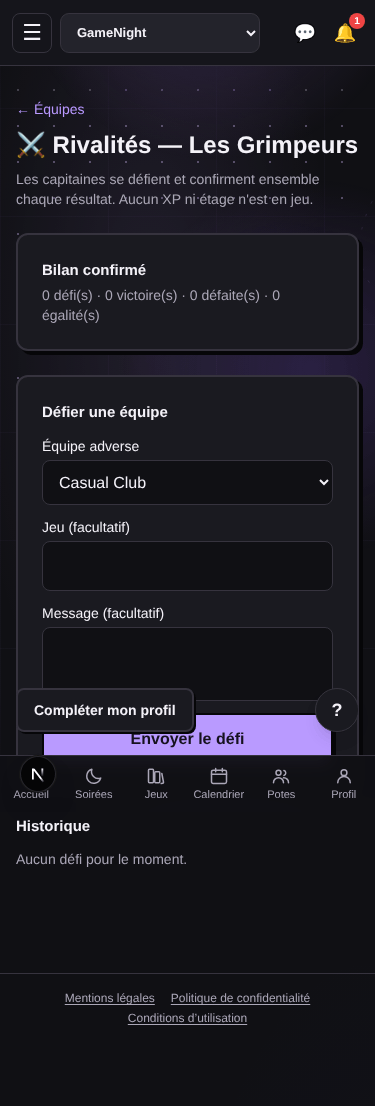 ☰ GameNight 💬 🔔 1
← Équipes
⚔️ Rivalités — Les Grimpeurs
Les capitaines se défient et confirment ensemble
chaque résultat. Aucun XP ni étage n'est en jeu.
Bilan confirmé
0 défi(s) · 0 victoire(s) · 0 défaite(s) · 0
égalité(s)
Défier une équipe
Équipe adverse
Casual Club
Jeu (facultatif)
Message (facultatif)
Compléter mon profil
?
Envoyer le défi
N
Accueil Soirées Jeux Calendrier Potes Profil
Historique
Aucun défi pour le moment.
Mentions légales Politique de confidentialité
Conditions d'utilisation